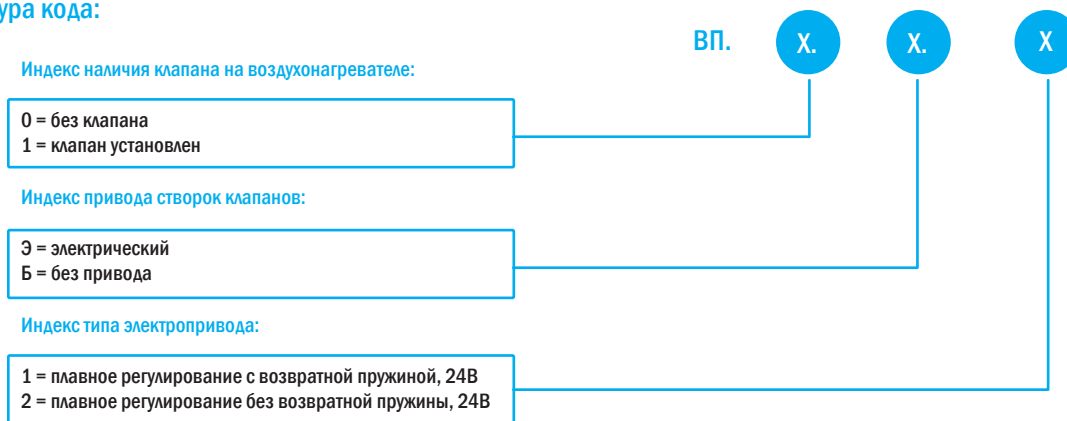 ура кода:
ВП. Х. Х. Х
Индекс наличия клапана на воздухонагревателе:
0 = без клапана
1 = клапан установлен
Индекс привода створок клапанов:
Э = электрический
Б = без привода
Индекс типа электропривода:
1 = плавное регулирование с возвратной пружиной, 24В
2 = плавное регулирование без возвратной пружины, 24В